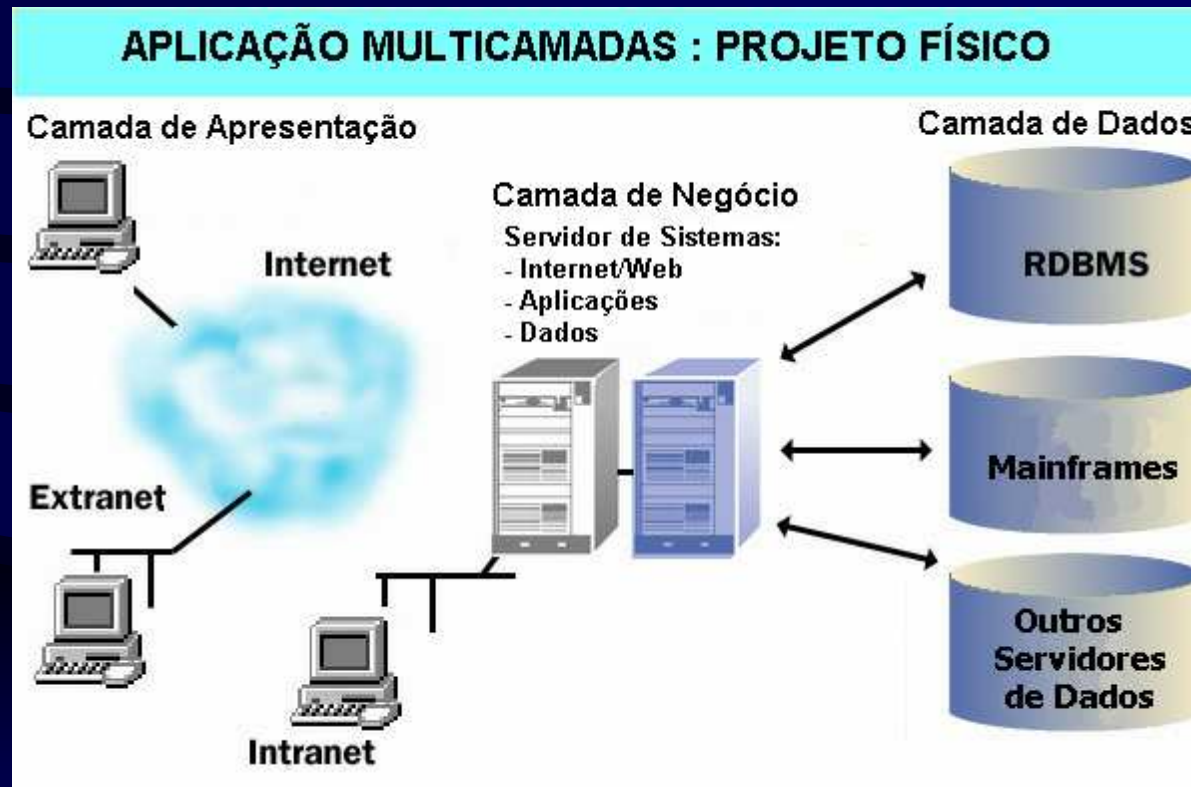 APLICAÇÃO MULTICAMADAS : PROJETO FÍSICO
Camada de Apresentação
Camada de Dados
Camada de Negócio
Servidor de Sistemas:
- Internet/Web
- Aplicações
- Dados
Internet
RDBMS
Mainframes
Extranet
Outros
Servidores
de Dados
Intranet